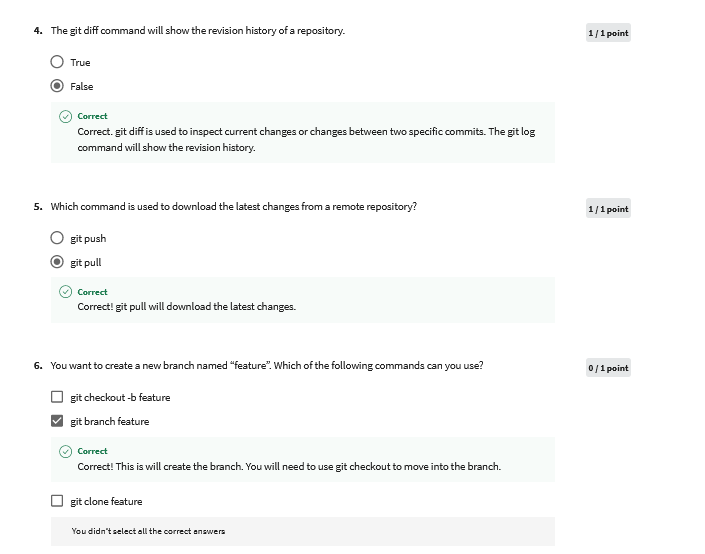 4. The git diff command will show the revision history of a repository.
1 / 1 point
True
False
Correct
Correct. git diff is used to inspect current changes or changes between two specific commits. The git log
command will show the revision history.
5. Which command is used to download the latest changes from a remote repository?
1 / 1 point
git push
git pull
Correct
Correct! git pull will download the latest changes.
6. You want to create a new branch named “feature”. Which of the following commands can you use?
0 / 1 point
git checkout -b feature
git branch feature
Correct
Correct! This is will create the branch. You will need to use git checkout to move into the branch.
git clone feature
You didn't select all the correct answers